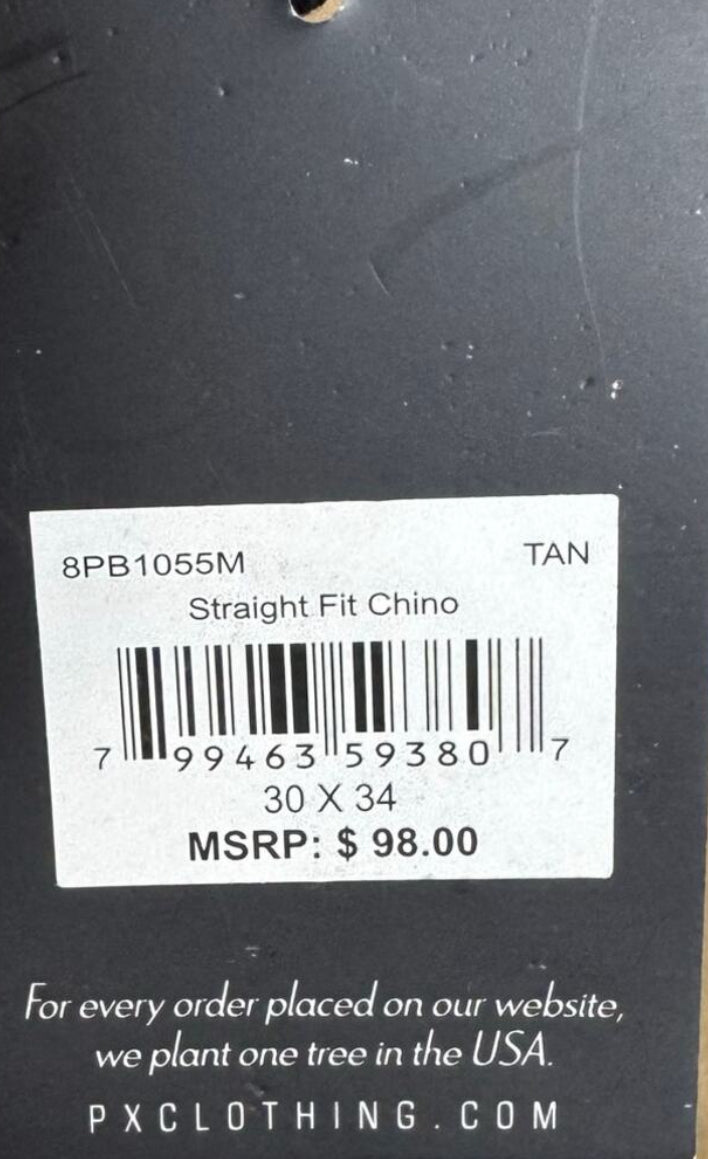 8PB1055M TAN
Straight Fit Chino
7 99463 59380 7
30 X 34
MSRP: $ 98.00
For every order placed on our website,
we plant one tree in the USA.
PXCLOTHING.COM